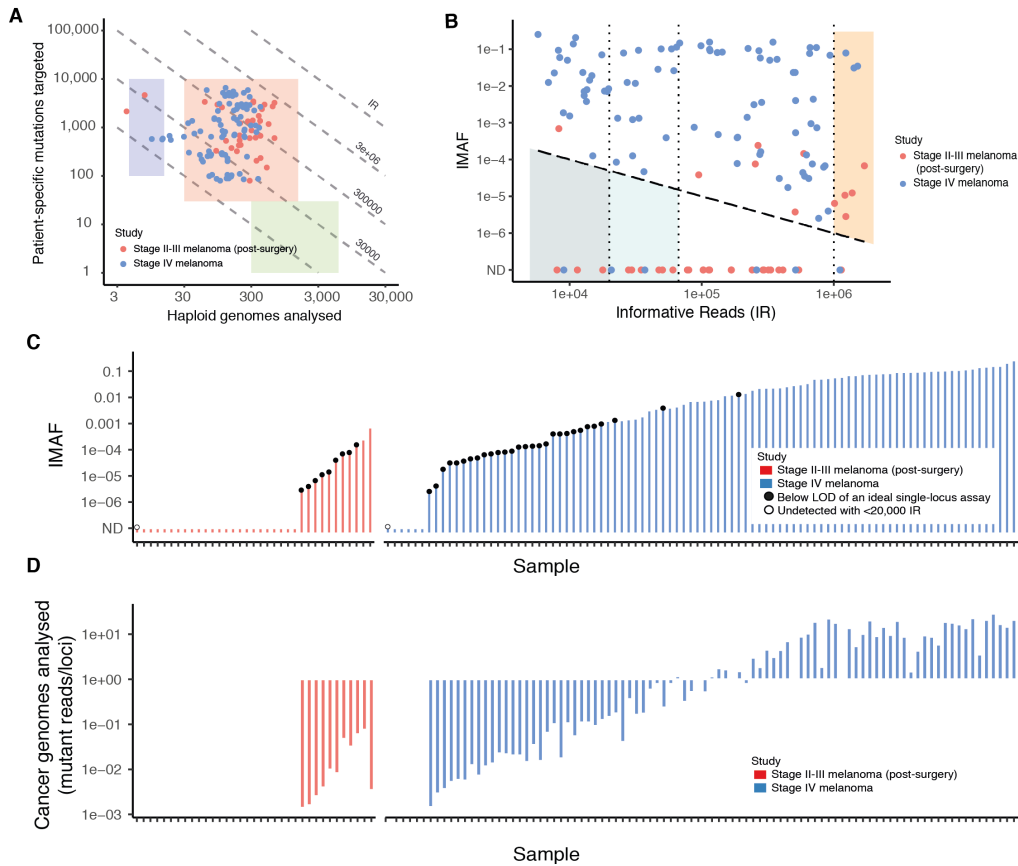 A
Patient-specific mutations targeted
100,000
10,000
1,000
100
10
1
IR
3e+06
300000
30000
Study
Stage II-III melanoma (post-surgery)
Stage IV melanoma
3
30
300
3,000
30,000
Haploid genomes analysed
B
IMAF
1e-1
1e-2
1e-3
1e-4
1e-5
1e-6
ND
1e+04
1e+05
1e+06
Informative Reads (IR)
Study
Stage II-III melanoma
(post-surgery)
Stage IV melanoma
C
IMAF
0.1
0.01
0.001
1e-04
1e-05
1e-06
ND
Study
Stage II-III melanoma (post-surgery)
Stage IV melanoma
Below LOD of an ideal single-locus assay
Undetected with <20,000 IR
Sample
D
Cancer genomes analysed
(mutant reads/loci)
1e+01
1e+00
1e-01
1e-02
1e-03
Study
Stage II-III melanoma (post-surgery)
Stage IV melanoma
Sample